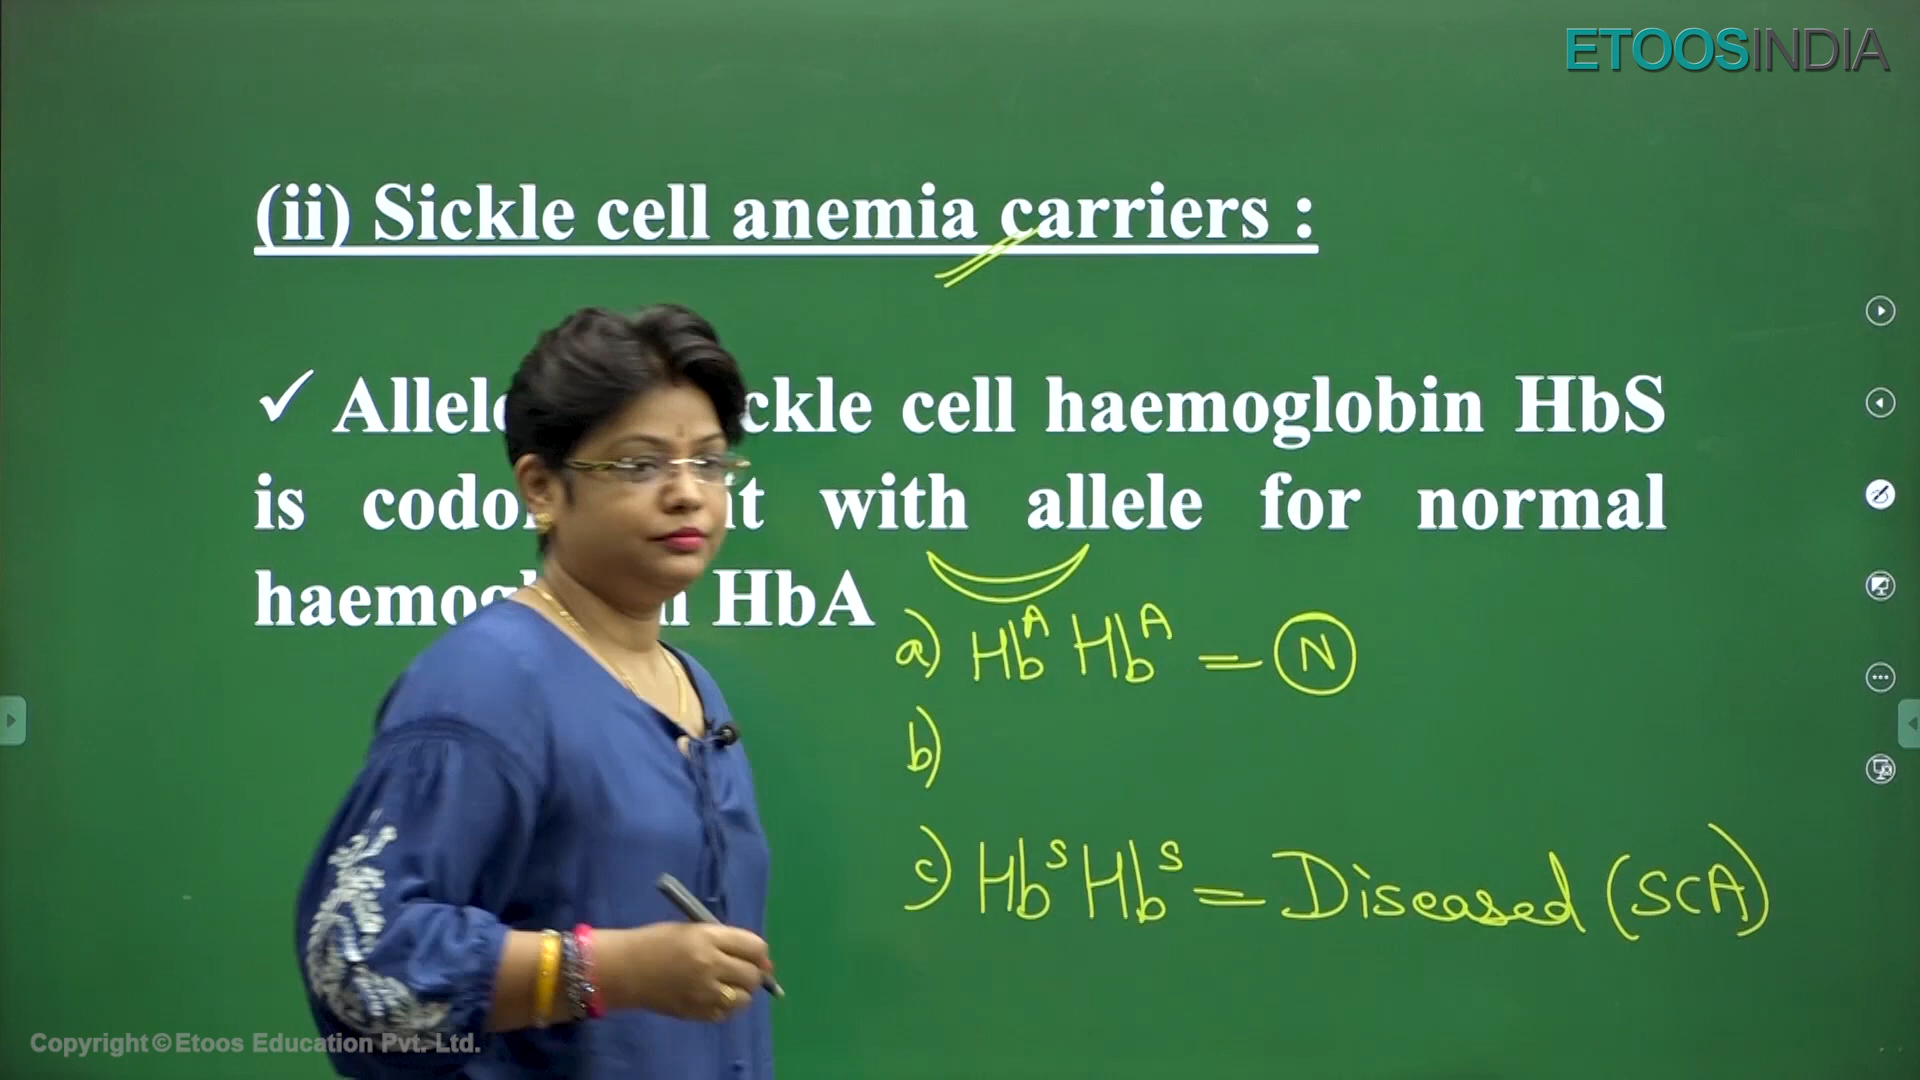 ETOOSINDIA
(ii) Sickle cell anemia carriers :
✓ Allele ckle cell haemoglobin HbS
is codo t with allele for normal
haemog HbA
a) Hb^A Hb^A = N
b)
c) Hb^S Hb^S = Diseased (SCA)
Copyright © Etoos Education Pvt. Ltd.